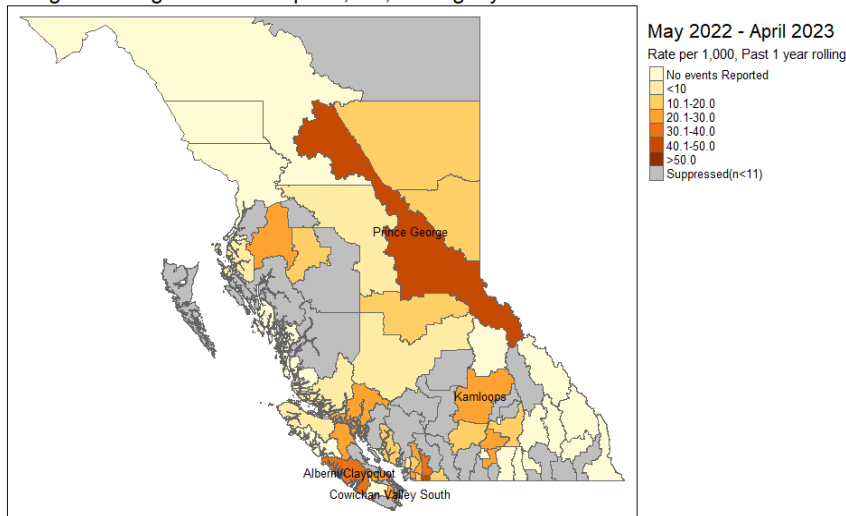 May 2022 - April 2023
Rate per 1,000, Past 1 year rolling
No events Reported
<10
10.1-20.0
20.1-30.0
30.1-40.0
40.1-50.0
>50.0
Suppressed(n<11)
Prince George
Kamloops
Alberni/Clayoquot
Cowickan Valley South